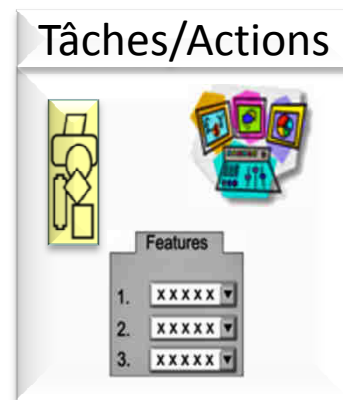 Tâches/Actions
Features
1. xxxxx
2. xxxxx
3. xxxxx